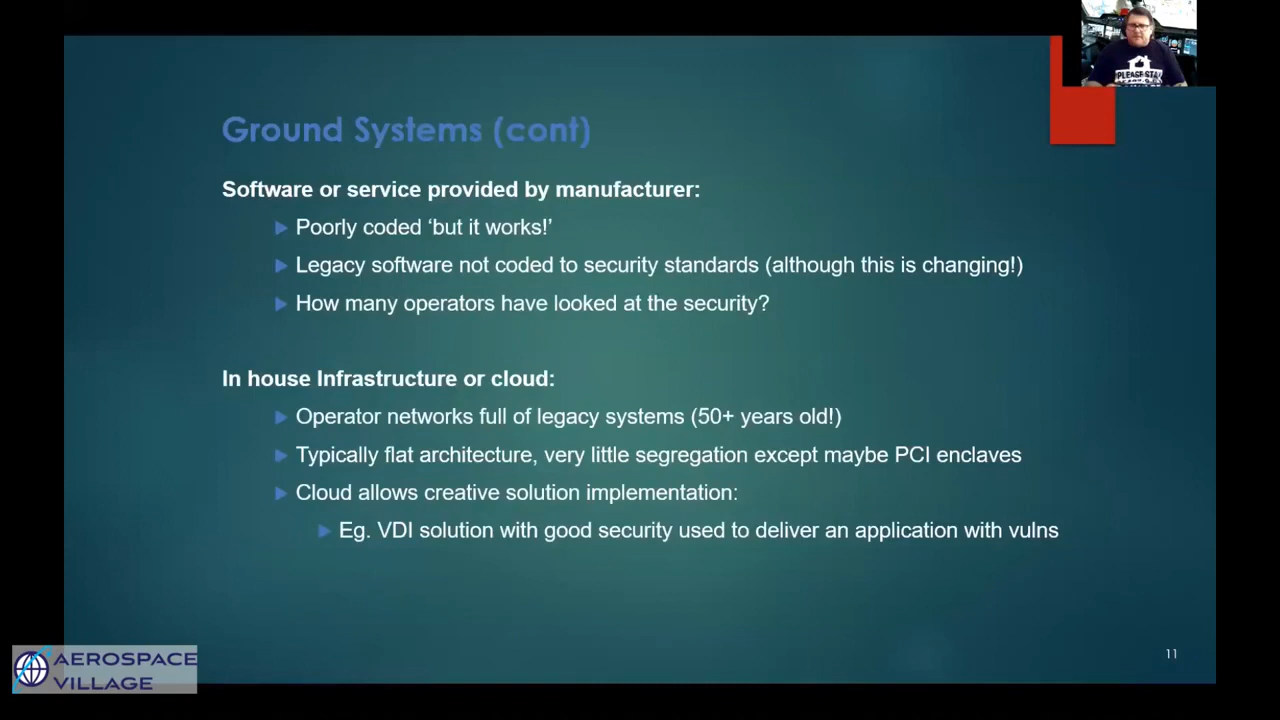 PLEASE STA
Ground Systems (cont)
Software or service provided by manufacturer:
Poorly coded ‘but it works!’
Legacy software not coded to security standards (although this is changing!)
How many operators have looked at the security?
In house Infrastructure or cloud:
Operator networks full of legacy systems (50+ years old!)
Typically flat architecture, very little segregation except maybe PCI enclaves
Cloud allows creative solution implementation:
Eg. VDI solution with good security used to deliver an application with vulns
11
AEROSPACE
VILLAGE